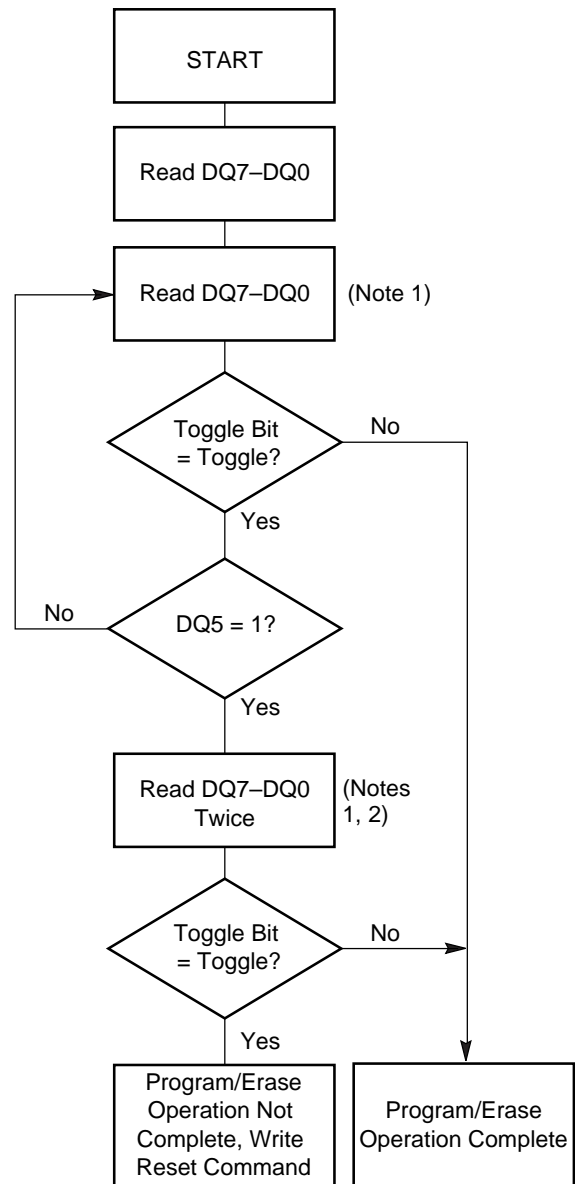 START
Read DQ7–DQ0
Read DQ7–DQ0
(Note 1)
Toggle Bit
= Toggle?
No
Yes
No
DQ5 = 1?
Yes
Read DQ7–DQ0
Twice
(Notes
1, 2)
Toggle Bit
= Toggle?
No
Yes
Program/Erase
Operation Not
Complete, Write
Reset Command
Program/Erase
Operation Complete